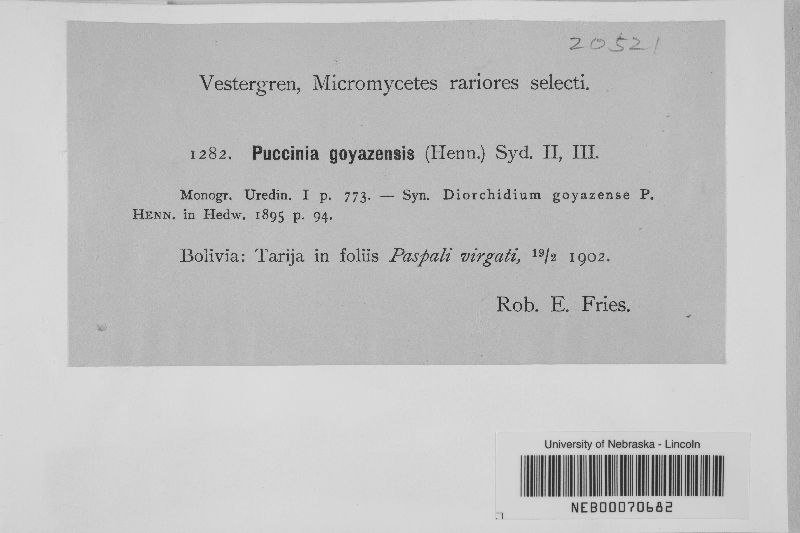 20521
Vestergren, Micromycetes rariores selecti.
1282. Puccinia goyazensis (Henn.) Syd. II, III.
Monogr. Uredin. I p. 773. — Syn. Diorchidium goyazense P.
HENN. in Hedw. 1895 p. 94.
Bolivia: Tarija in foliis Paspali virgati, 19/2 1902.
Rob. E. Fries.
University of Nebraska - Lincoln
NEB00070682